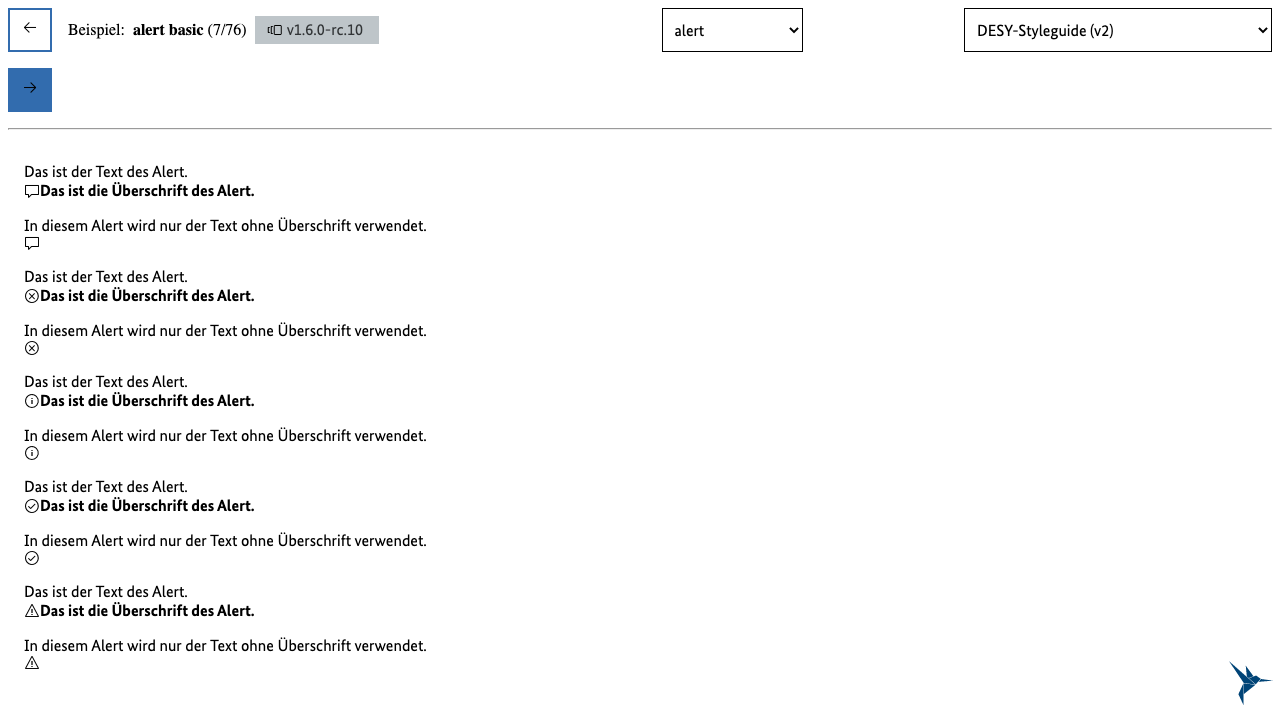 Beispiel: alert basic (7/76) v1.6.0-rc.10 alert DESY-Styleguide (v2)
Das ist der Text des Alert.
Das ist die Überschrift des Alert.
In diesem Alert wird nur der Text ohne Überschrift verwendet.
Das ist der Text des Alert.
Das ist die Überschrift des Alert.
In diesem Alert wird nur der Text ohne Überschrift verwendet.
Das ist der Text des Alert.
Das ist die Überschrift des Alert.
In diesem Alert wird nur der Text ohne Überschrift verwendet.
Das ist der Text des Alert.
Das ist die Überschrift des Alert.
In diesem Alert wird nur der Text ohne Überschrift verwendet.
Das ist der Text des Alert.
Das ist die Überschrift des Alert.
In diesem Alert wird nur der Text ohne Überschrift verwendet.